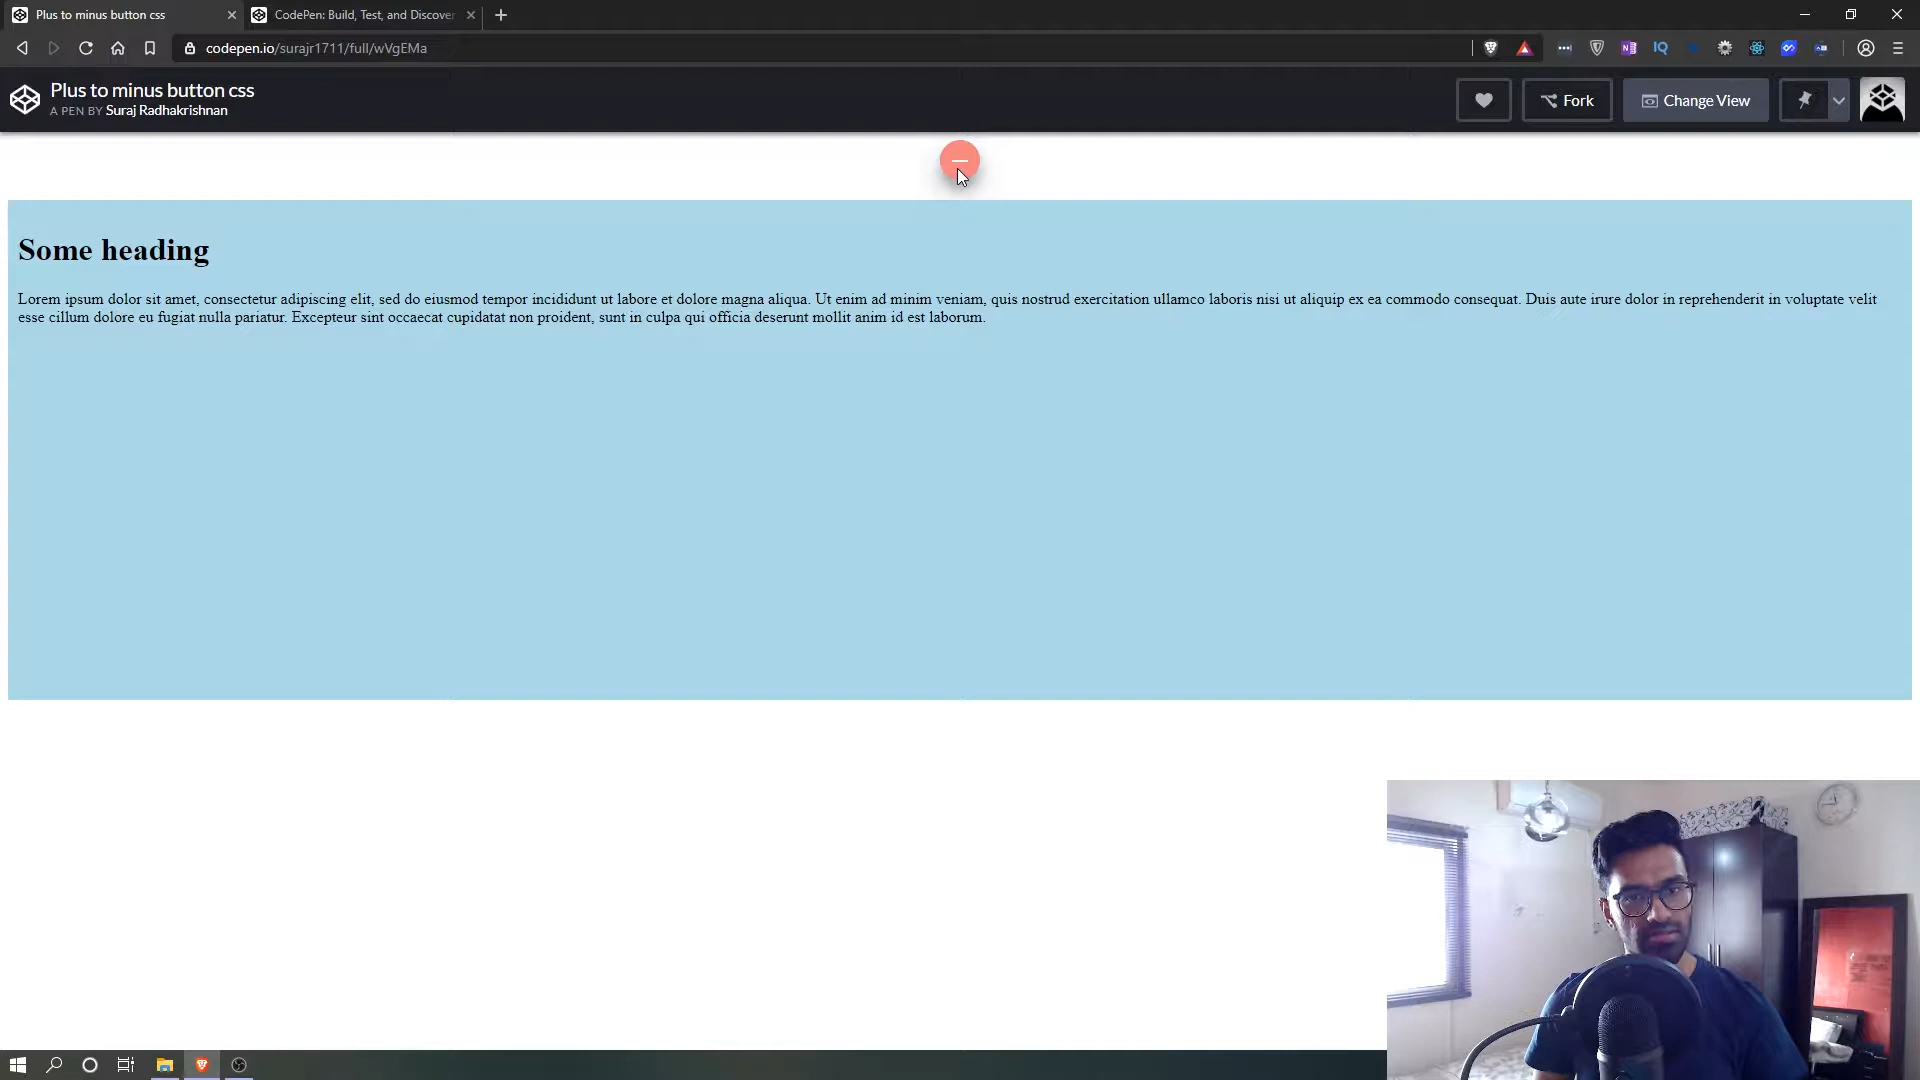 Plus to minus button css
CodePen: Build, Test, and Discover
codepen.io/surajr1711/full/wVgEMa
Plus to minus button css
A PEN BY Suraj Radhakrishnan
Fork
Change View
Some heading
Lorem ipsum dolor sit amet, consectetur adipiscing elit, sed do eiusmod tempor incididunt ut labore et dolore magna aliqua. Ut enim ad minim veniam, quis nostrud exercitation ullamco laboris nisi ut aliquip ex ea commodo consequat. Duis aute irure dolor in reprehenderit in voluptate velit
esse cillum dolore eu fugiat nulla pariatur. Excepteur sint occaecat cupidatat non proident, sunt in culpa qui officia deserunt mollit anim id est laborum.